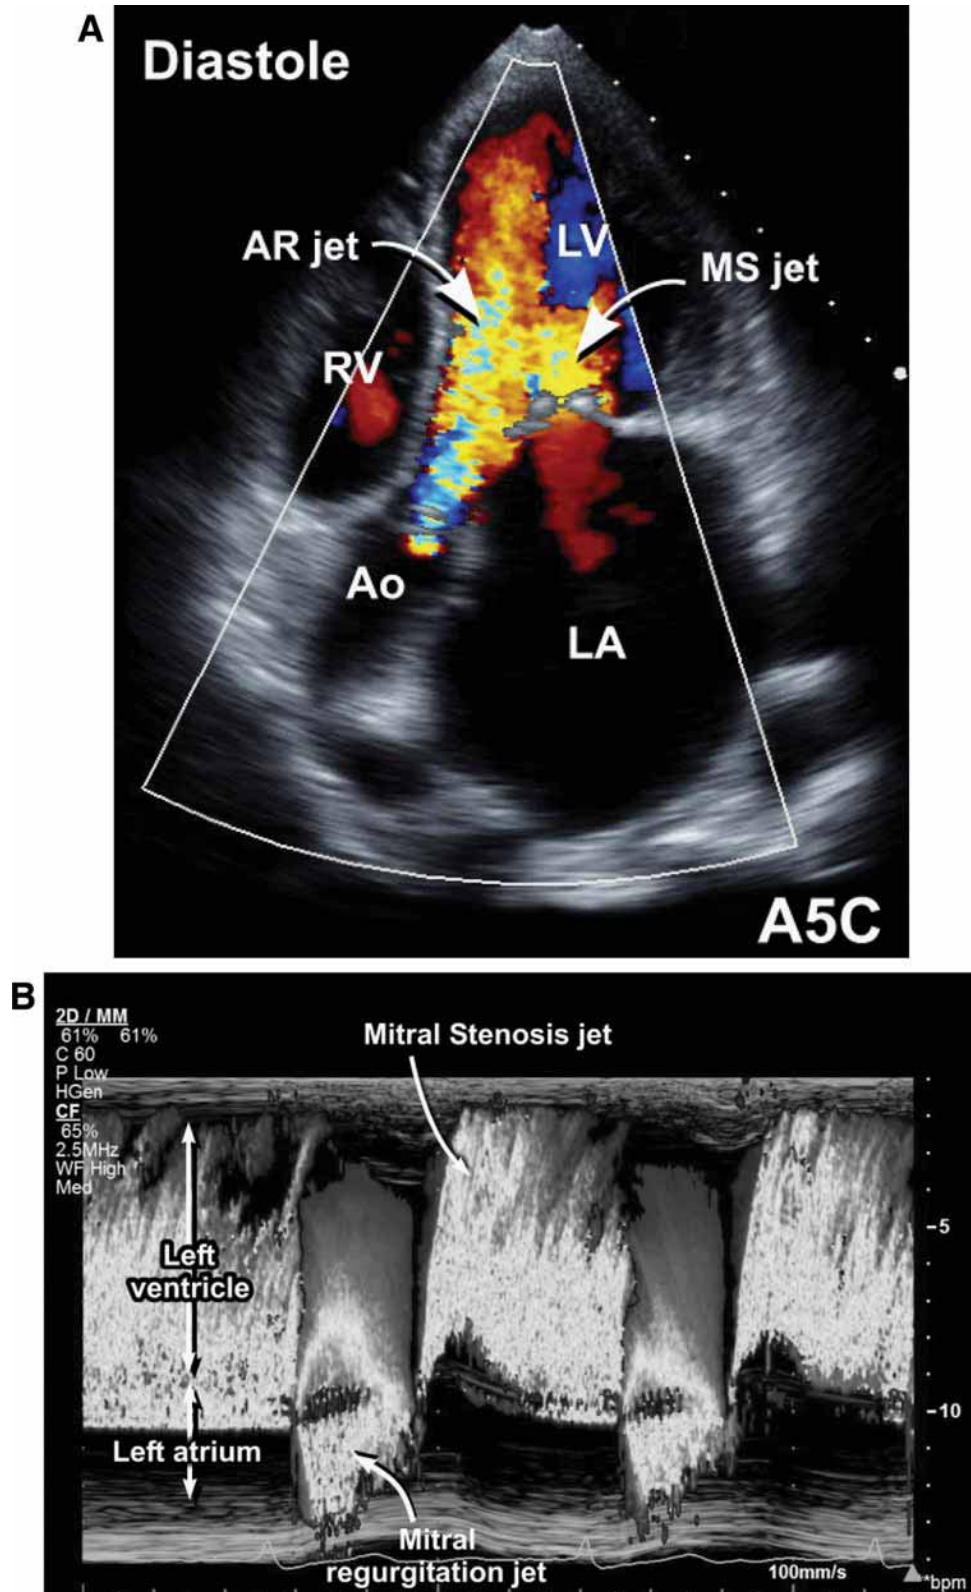 A
Diastole
AR jet
LV
MS jet
RV
Ao
LA
A5C
B
2D / MM
61% 61%
C 60
P Low
HGen
CF
65%
2.5MHz
WF High
Med
Mitral Stenosis jet
5
Left
ventricle
10
Left atrium
Mitral
regurgitation jet
100mm/s
*bpm